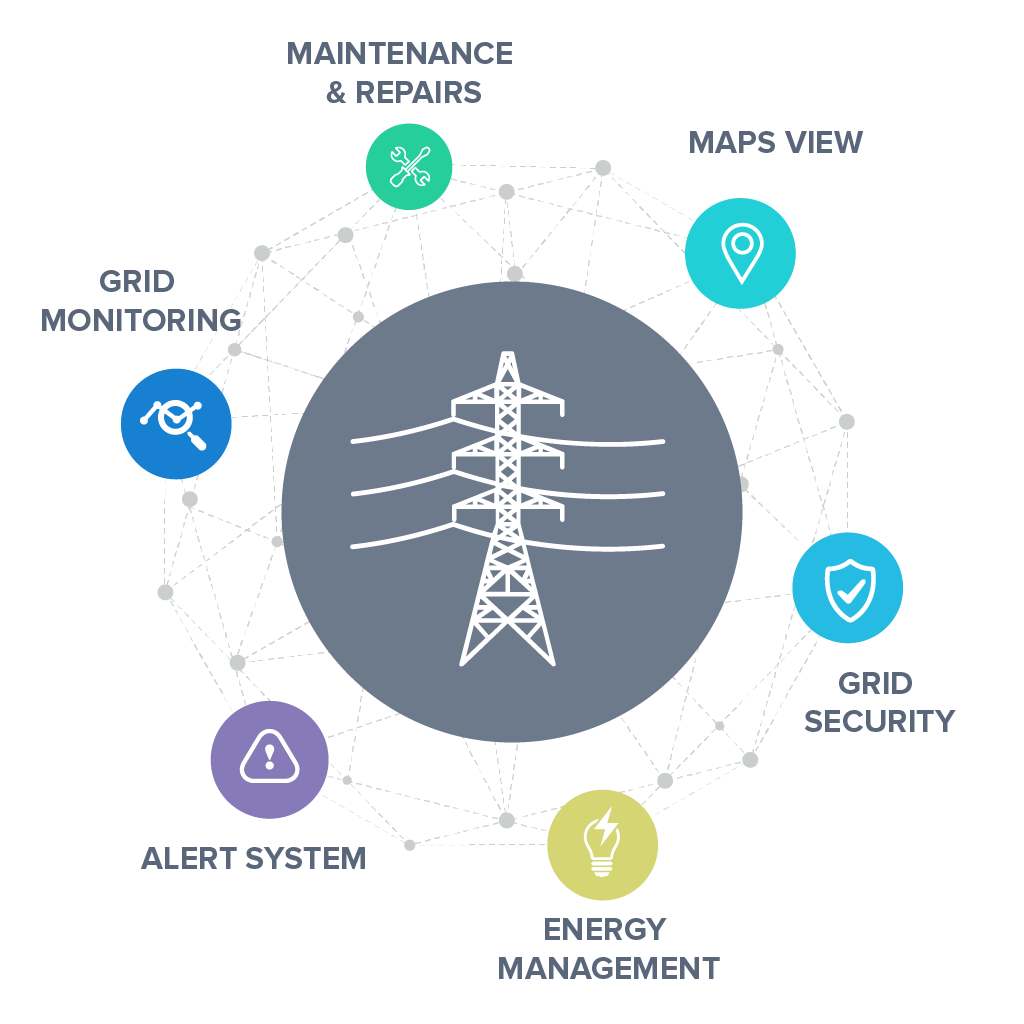 MAINTENANCE
& REPAIRS
MAPS VIEW
GRID
MONITORING
GRID
SECURITY
ALERT SYSTEM
ENERGY
MANAGEMENT